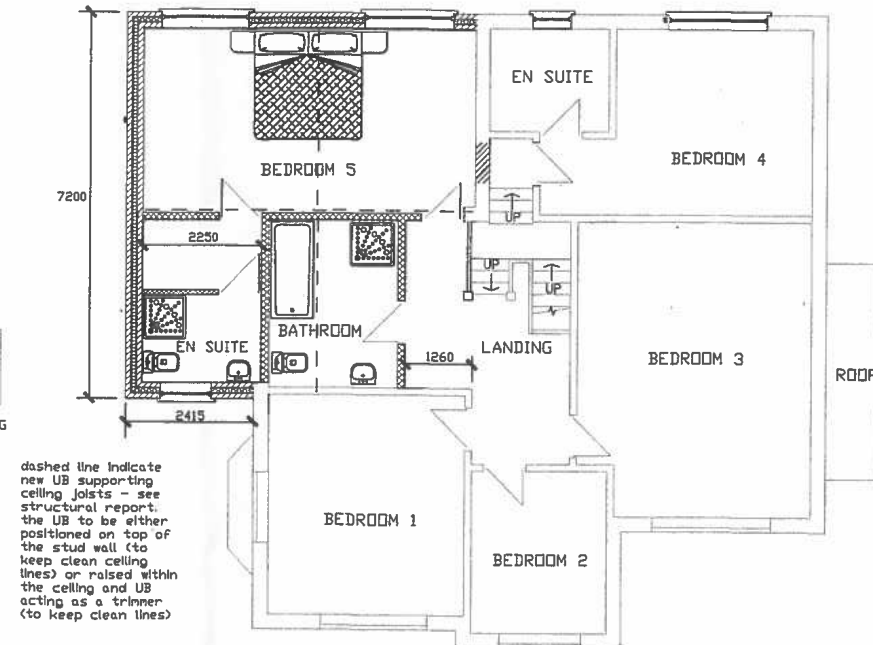 EN SUITE
BEDROOM 4
BEDROOM 5
7200
UP
2250
UP
UP
BATHROOM
EN SUITE
LANDING
1260
BEDROOM 3
ROOF
2415
G
dashed line indicate
new UB supporting
ceiling joists - see
structural report.
the UB to be either
positioned on top of
the stud wall (to
keep clean ceiling
lines) or raised within
the ceiling and UB
acting as a trimmer
(to keep clean lines)
BEDROOM 1
BEDROOM 2